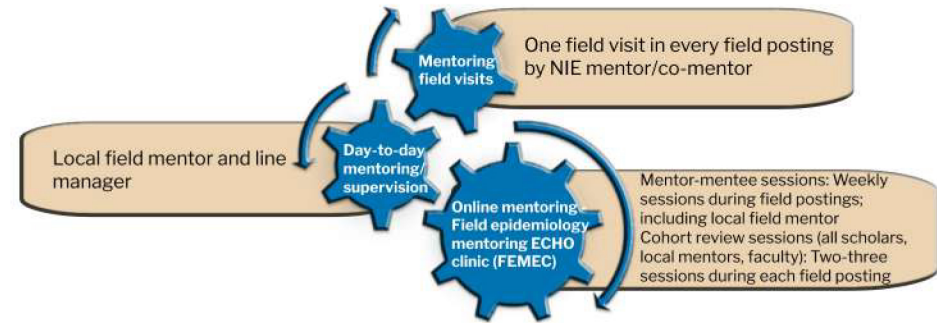 Mentoring
field visits
One field visit in every field posting
by NIE mentor/co-mentor
Day-to-day
mentoring/
supervision
Local field mentor and line
manager
Online mentoring -
Field epidemiology
mentoring ECHO
clinic (FEMEC)
Mentor-mentee sessions: Weekly
sessions during field postings;
including local field mentor
Cohort review sessions (all scholars,
local mentors, faculty): Two-three
sessions during each field posting